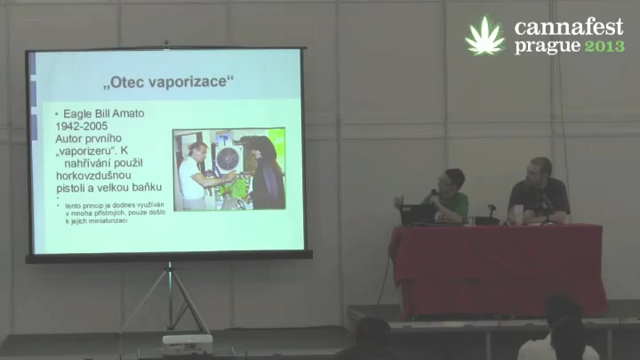 cannafest
prague 2013
„Otec vaporizace“
• Eagle Bill Amato
1942-2005
Autor prvního
„vaporizeru“. K
nahřívání použil
horkovzdušnou
pistoli a velkou baňku
•
• tento princip je dodnes využíván
v mnoha přístrojích, pouze došlo
k jejich miniaturizaci